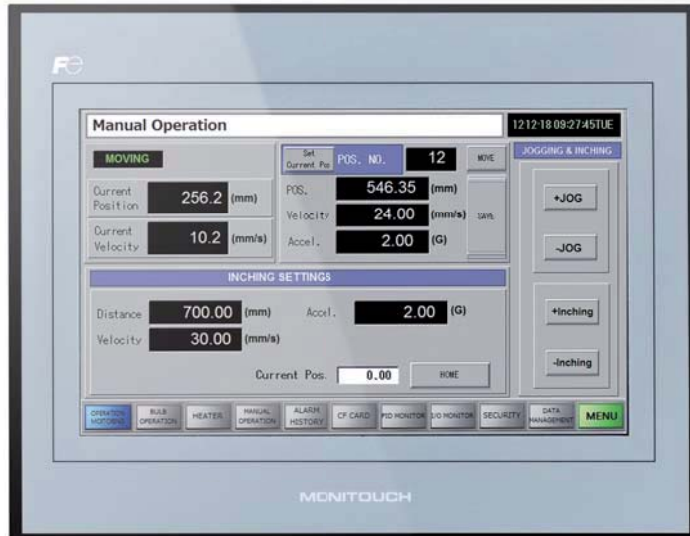 Fe
Manual Operation
1212-18 09:27:45TUE
MOVING
Set
Current Pos
POS. NO. 12 MOVE
JOGGING & INCHING
Current
Position 256.2 (mm)
POS. 546.35 (mm)
Velocity 24.00 (mm/s) SAVE
Accel. 2.00 (G)
Current
Velocity 10.2 (mm/s)
+JOG
-JOG
INCHING SETTINGS
Distance 700.00 (mm) Accel. 2.00 (G)
Velocity 30.00 (mm/s)
Current Pos. 0.00 HOME
+Inching
-Inching
OPERATION
MOTORING
BULB
OPERATION
HEATER
MANUAL
OPERATION
ALARM
HISTORY
CF CARD
PID MONITOR
I/O MONITOR
SECURITY
DATA
MANAGEMENT
MENU
MONITOUCH